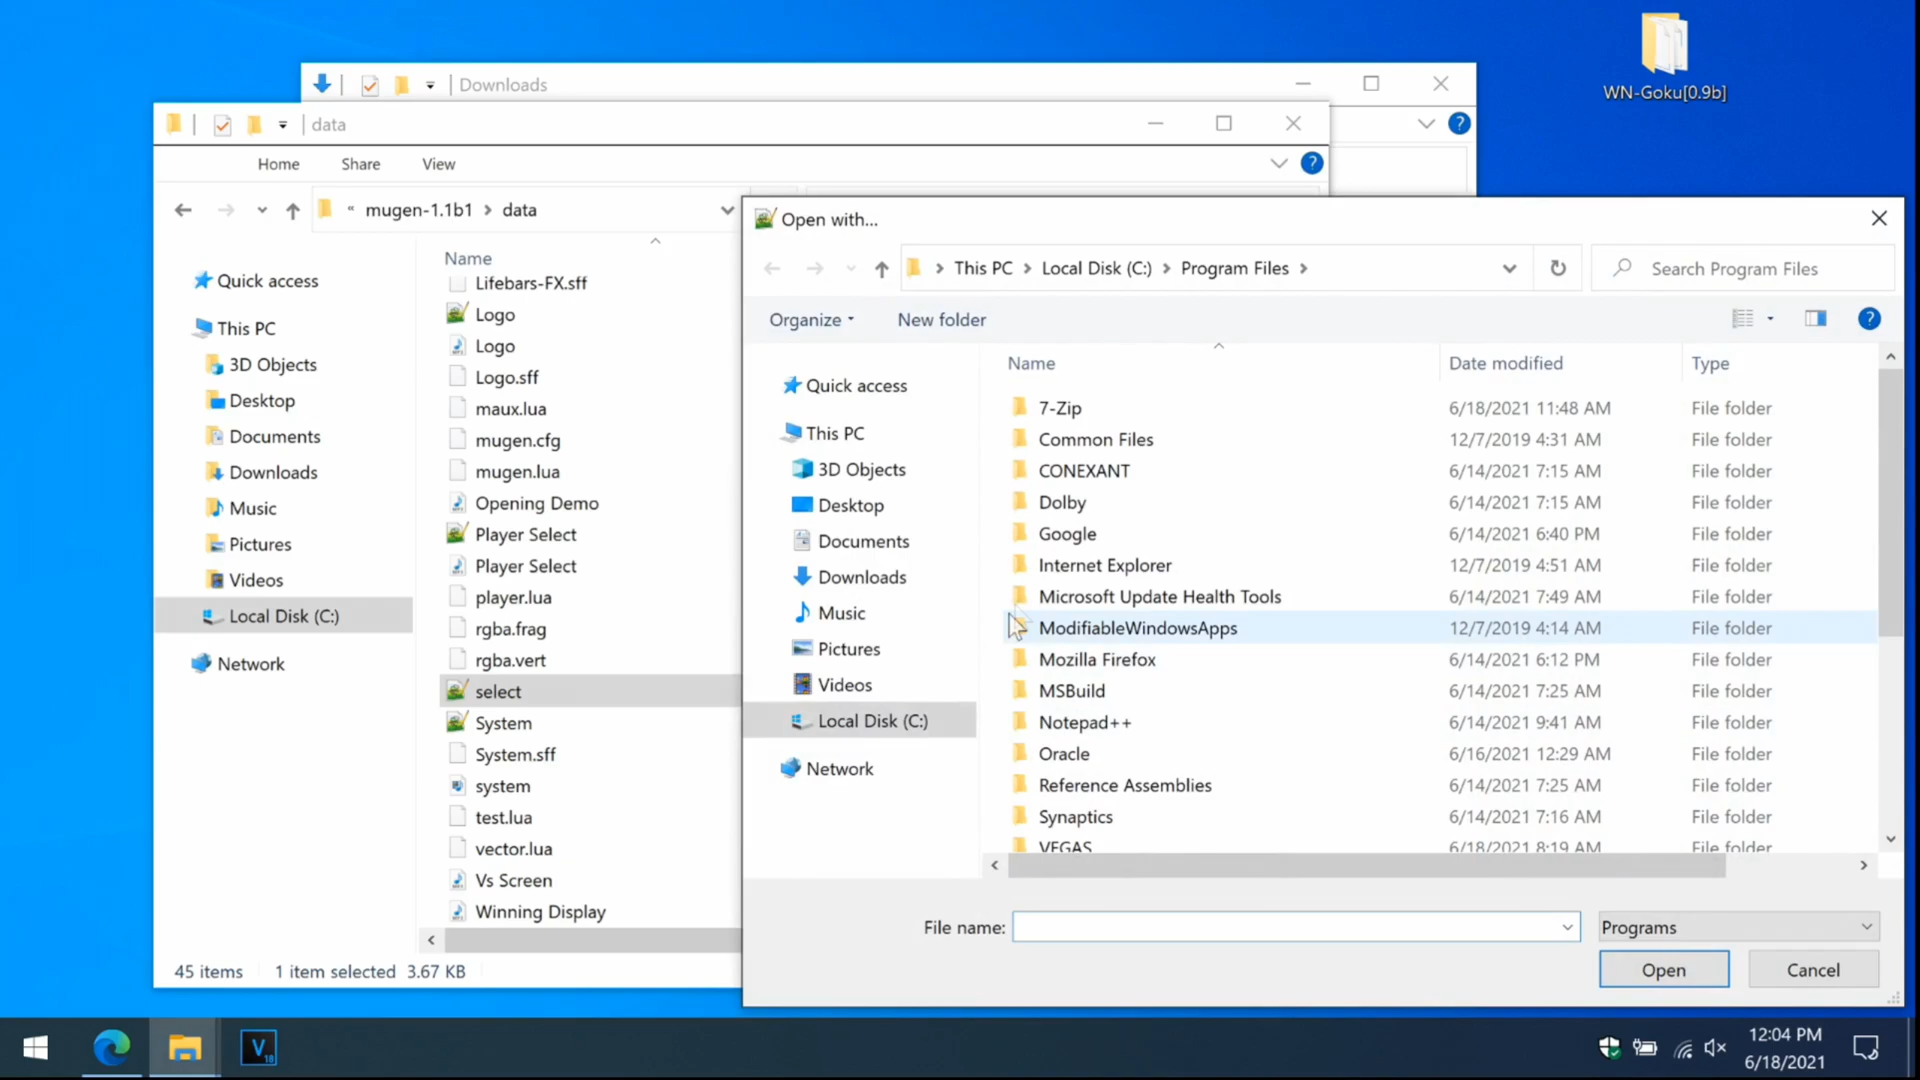 WN-Goku[0.9b]
Downloads
data
Home Share View
« mugen-1.1b1 > data
Quick access
This PC
3D Objects
Desktop
Documents
Downloads
Music
Pictures
Videos
Local Disk (C:)
Network
Name
Lifebars-FX.sff
Logo
Logo
Logo.sff
maux.lua
mugen.cfg
mugen.lua
Opening Demo
Player Select
Player Select
player.lua
rgba.frag
rgba.vert
select
System
System.sff
system
test.lua
vector.lua
Vs Screen
Winning Display
45 items 1 item selected 3.67 KB
Open with...
> This PC > Local Disk (C:) > Program Files >
Search Program Files
Organize New folder
Quick access
This PC
3D Objects
Desktop
Documents
Downloads
Music
Pictures
Videos
Local Disk (C:)
Network
Name Date modified Type
7-Zip 6/18/2021 11:48 AM File folder
Common Files 12/7/2019 4:31 AM File folder
CONEXANT 6/14/2021 7:15 AM File folder
Dolby 6/14/2021 7:15 AM File folder
Google 6/14/2021 6:40 PM File folder
Internet Explorer 12/7/2019 4:51 AM File folder
Microsoft Update Health Tools 6/14/2021 7:49 AM File folder
ModifiableWindowsApps 12/7/2019 4:14 AM File folder
Mozilla Firefox 6/14/2021 6:12 PM File folder
MSBuild 6/14/2021 7:25 AM File folder
Notepad++ 6/14/2021 9:41 AM File folder
Oracle 6/16/2021 12:29 AM File folder
Reference Assemblies 6/14/2021 7:25 AM File folder
Synaptics 6/14/2021 7:16 AM File folder
VEGAS 6/18/2021 8:19 AM File folder
File name:
Programs
Open Cancel
V 18
12:04 PM
6/18/2021